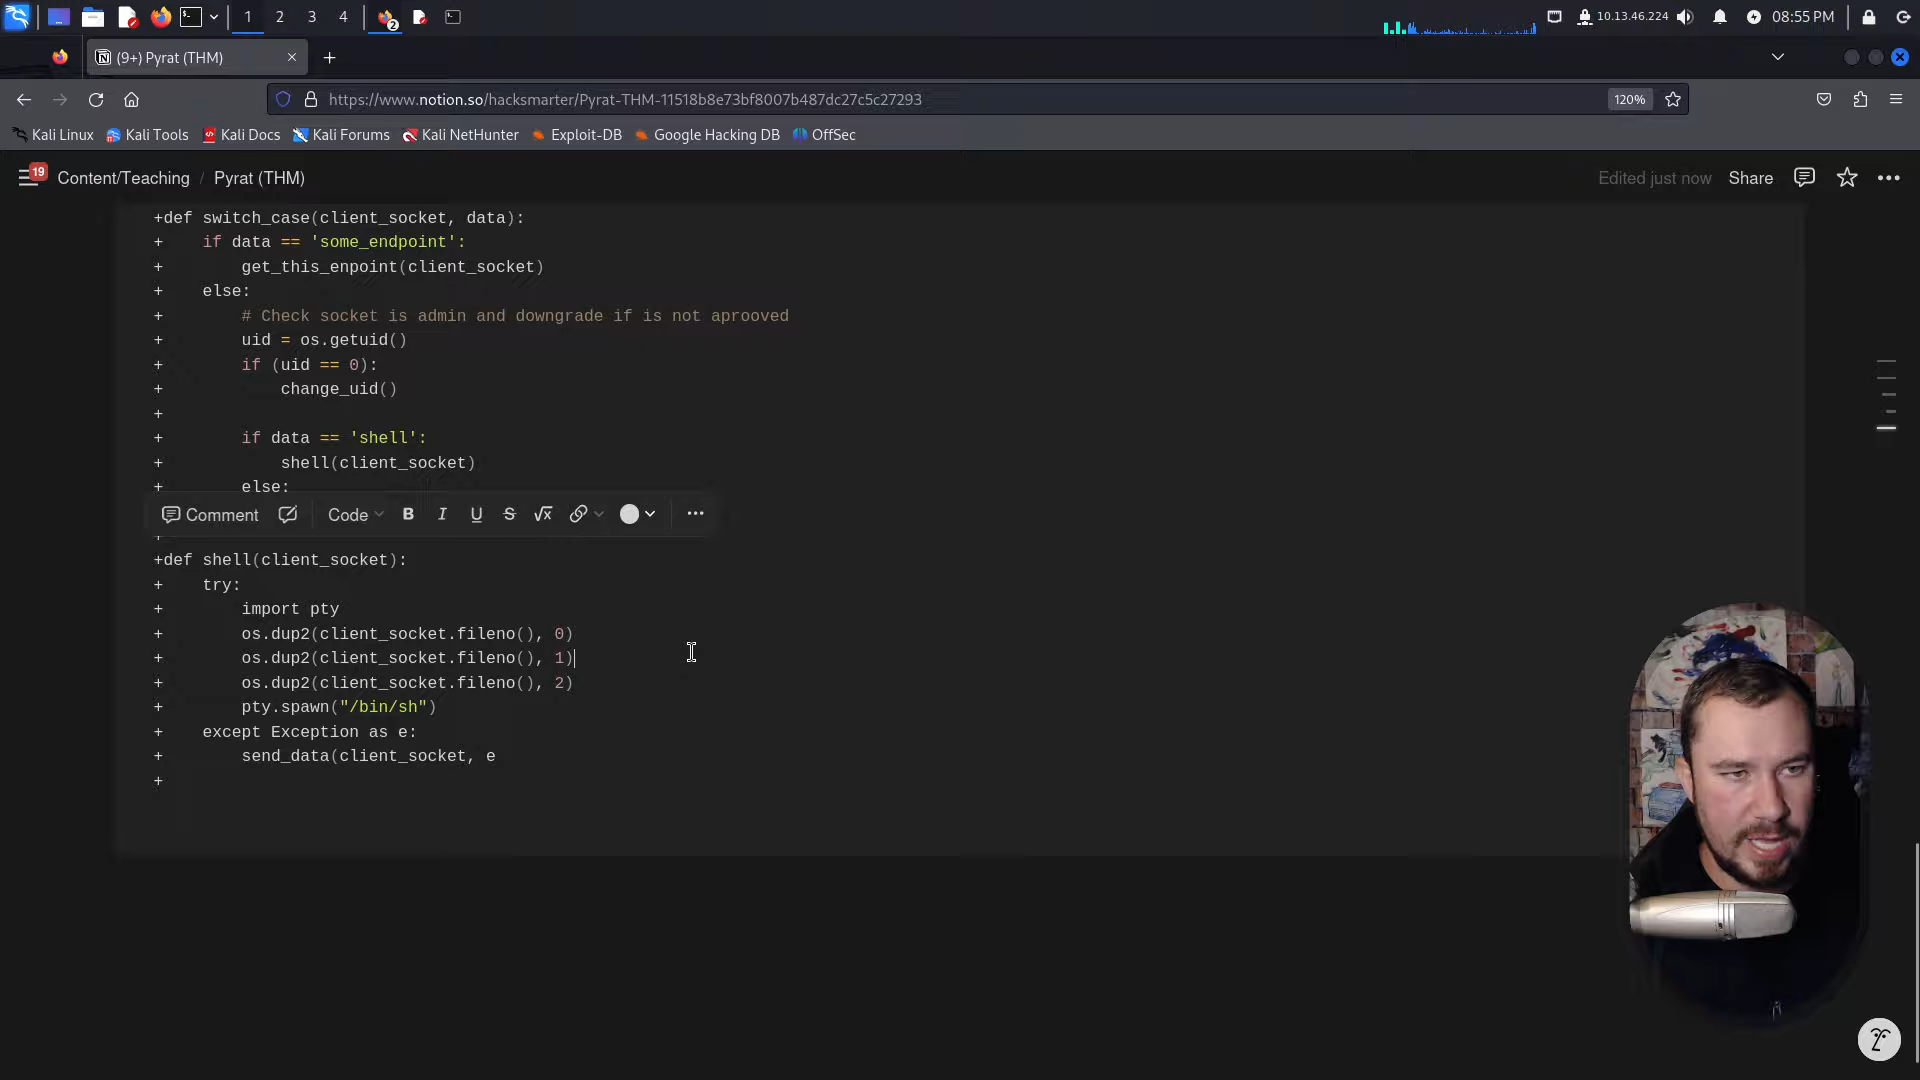 1
2
3
4
2
10.13.46.224
08:55 PM
(9+) Pyrat (THM)
https://www.notion.so/hacksmarter/Pyrat-THM-11518b8e73bf8007b487dc27c5c27293
120%
Kali Linux
Kali Tools
Kali Docs
Kali Forums
Kali NetHunter
Exploit-DB
Google Hacking DB
OffSec
19
Content/Teaching / Pyrat (THM)
Edited just now
Share
+def switch_case(client_socket, data):
+    if data == 'some_endpoint':
+        get_this_enpoint(client_socket)
+    else:
+        # Check socket is admin and downgrade if is not aprooved
+        uid = os.getuid()
+        if (uid == 0):
+            change_uid()
+
+        if data == 'shell':
+            shell(client_socket)
+        else:
Comment
Code
B I U S √x
+
+def shell(client_socket):
+    try:
+        import pty
+        os.dup2(client_socket.fileno(), 0)
+        os.dup2(client_socket.fileno(), 1)
+        os.dup2(client_socket.fileno(), 2)
+        pty.spawn("/bin/sh")
+    except Exception as e:
+        send_data(client_socket, e
+